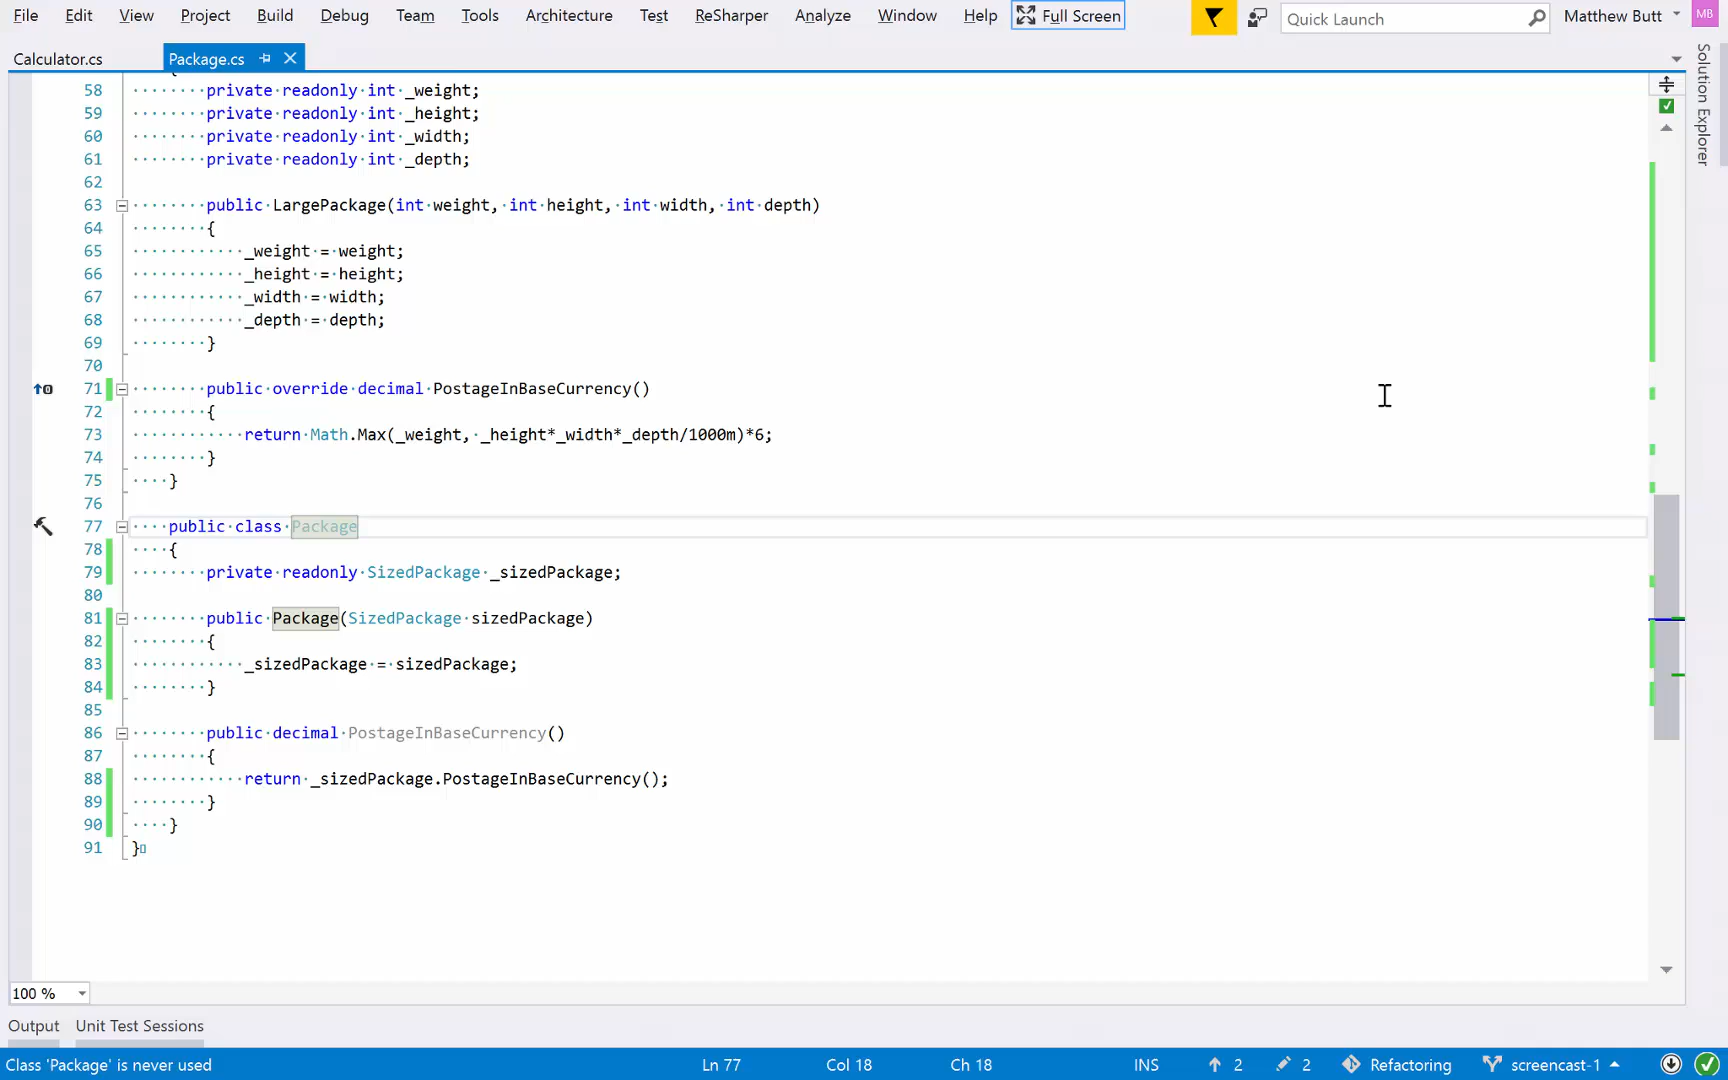 File Edit View Project Build Debug Team Tools Architecture Test ReSharper Analyze Window Help Full Screen Quick Launch Matthew Butt MB
Calculator.cs Package.cs
Solution Explorer
58 private readonly int _weight;
59 private readonly int _height;
60 private readonly int _width;
61 private readonly int _depth;
62
63 public LargePackage(int weight, int height, int width, int depth)
64 {
65 _weight = weight;
66 _height = height;
67 _width = width;
68 _depth = depth;
69 }
70
71 public override decimal PostageInBaseCurrency()
72 {
73 return Math.Max(_weight, _height*_width*_depth/1000m)*6;
74 }
75 }
76
77 public class Package
78 {
79 private readonly SizedPackage _sizedPackage;
80
81 public Package(SizedPackage sizedPackage)
82 {
83 _sizedPackage = sizedPackage;
84 }
85
86 public decimal PostageInBaseCurrency()
87 {
88 return _sizedPackage.PostageInBaseCurrency();
89 }
90 }
91 }
100 %
Output Unit Test Sessions
Class 'Package' is never used Ln 77 Col 18 Ch 18 INS 2 2 Refactoring screencast-1